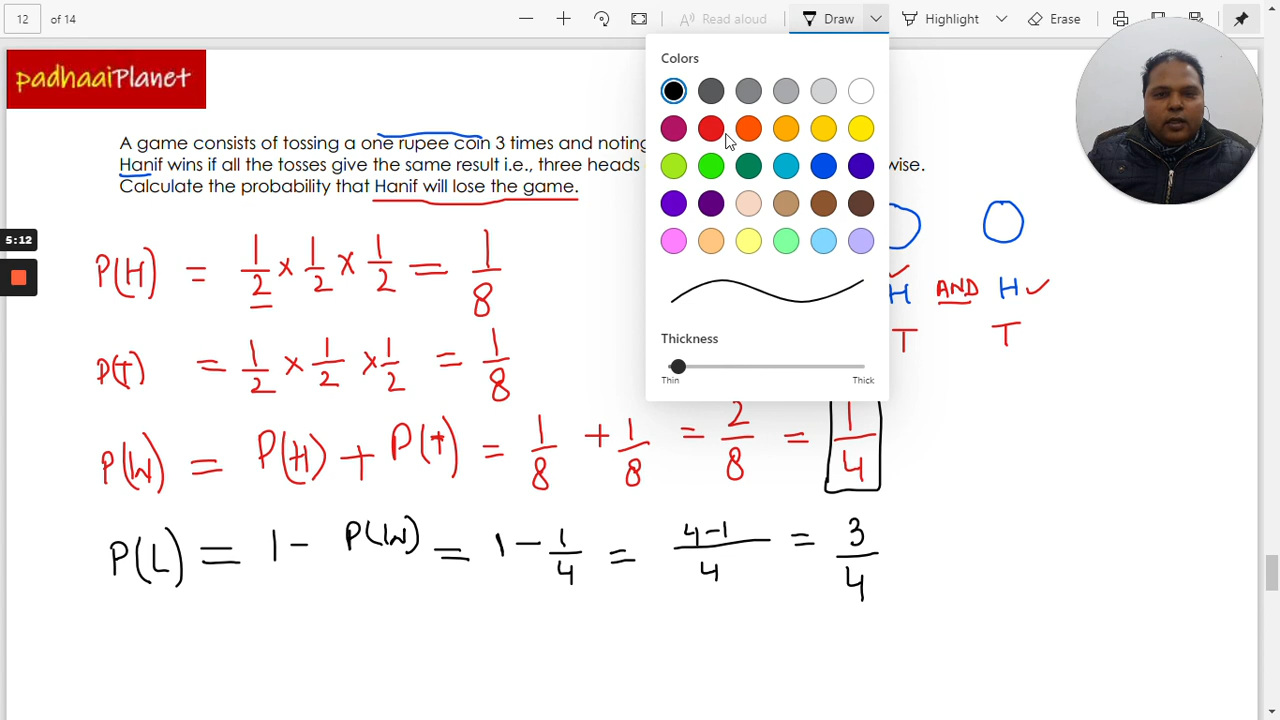 12 of 14
Read aloud
Draw
Highlight
Erase
padhaaiPlanet
Colors
Thickness
Thin
Thick
A game consists of tossing a one rupee coin 3 times and noting
Hanif wins if all the tosses give the same result i.e., three heads
wise.
Calculate the probability that Hanif will lose the game.
5:12
P(H) = 1/2 × 1/2 × 1/2 = 1/8
H AND H
T T
P(T) = 1/2 × 1/2 × 1/2 = 1/8
P(W) = P(H) + P(T) = 1/8 + 1/8 = 2/8 = 1/4
P(L) = 1 - P(W) = 1 - 1/4 = 4-1/4 = 3/4